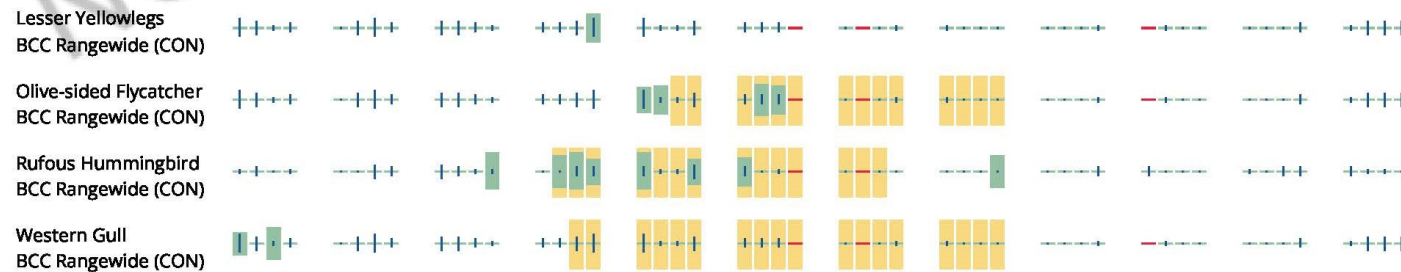 Lesser Yellowlegs
BCC Rangewide (CON)
Olive-sided Flycatcher
BCC Rangewide (CON)
Rufous Hummingbird
BCC Rangewide (CON)
Western Gull
BCC Rangewide (CON)